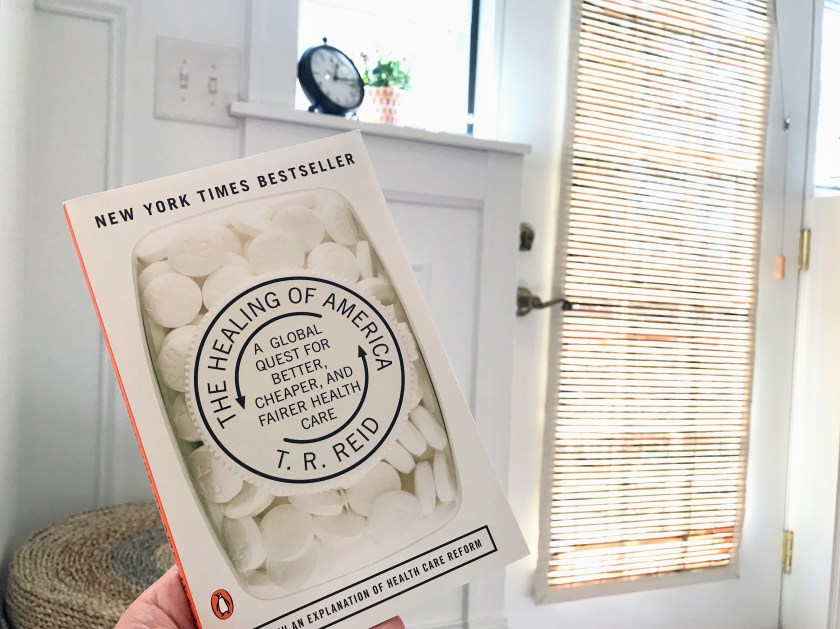 NEW YORK TIMES BESTSELLER
THE HEALING OF AMERICA
A GLOBAL
QUEST FOR
BETTER,
CHEAPER, AND
FAIRER HEALTH
CARE
T. R. REID
AN EXPLANATION OF HEALTH CARE REFORM